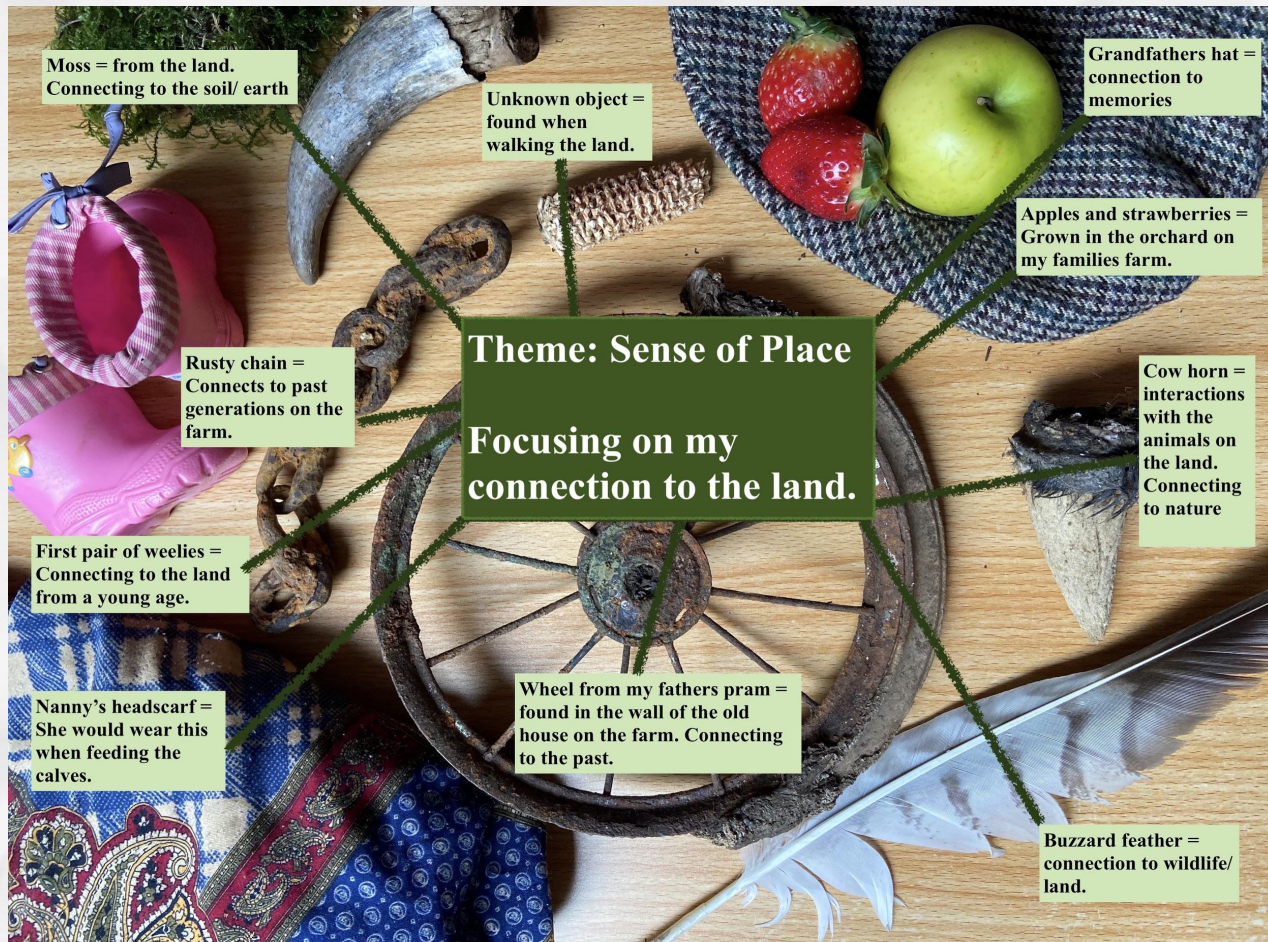 Moss = from the land.
Connecting to the soil/ earth
Unknown object =
found when
walking the land.
Grandfathers hat =
connection to
memories
Apples and strawberries =
Grown in the orchard on
my families farm.
Theme: Sense of Place
Focusing on my
connection to the land.
Rusty chain =
Connects to past
generations on the
farm.
Cow horn =
interactions
with the
animals on
the land.
Connecting
to nature
First pair of weelies =
Connecting to the land
from a young age.
Nanny’s headscarf =
She would wear this
when feeding the
calves.
Wheel from my fathers pram =
found in the wall of the old
house on the farm. Connecting
to the past.
Buzzard feather =
connection to wildlife/
land.